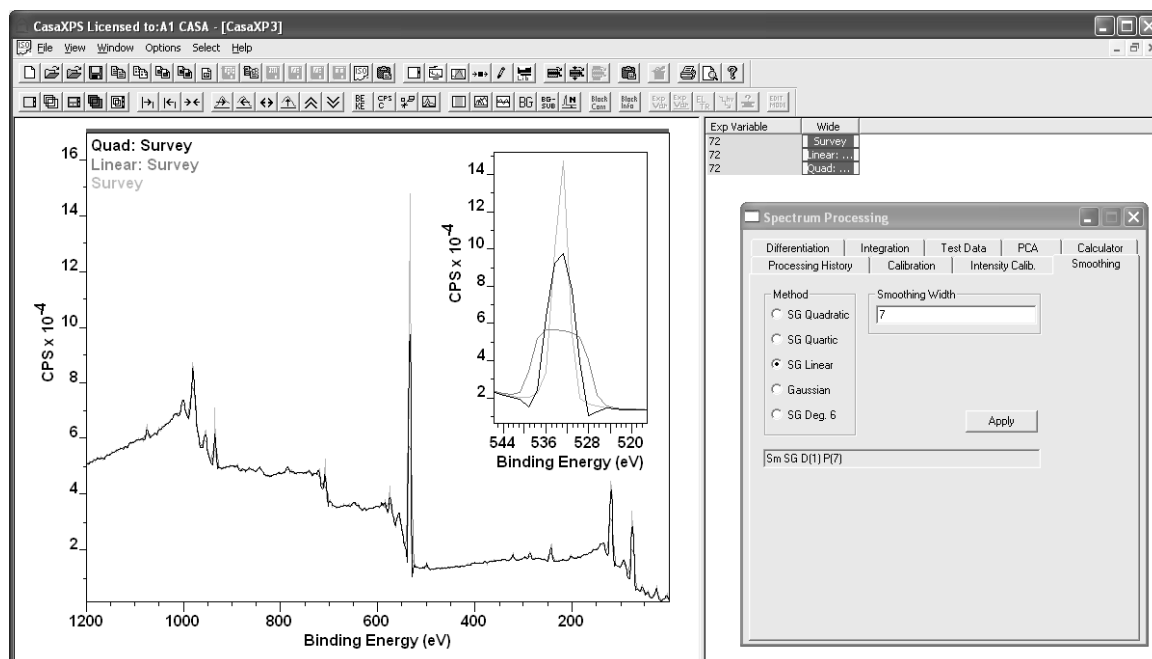 CasaXPS Licensed to:A1 CASA - [CasaXP3]
File View Window Options Select Help
Exp Variable Wide
72 Survey
72 Linear: ...
72 Quad: ...
Quad: Survey
Linear: Survey
Survey
CPS x 10-4
16
14
12
10
8
6
4
2
1200 1000 800 600 400 200
Binding Energy (eV)
CPS x 10-4
14
12
10
8
6
4
2
544 536 528 520
Binding Energy (eV)
Spectrum Processing
Differentiation Integration Test Data PCA Calculator
Processing History Calibration Intensity Calib. Smoothing
Method
SG Quadratic
SG Quartic
SG Linear
Gaussian
SG Deg. 6
Smoothing Width
7
Apply
Sm SG D(1) P(7)